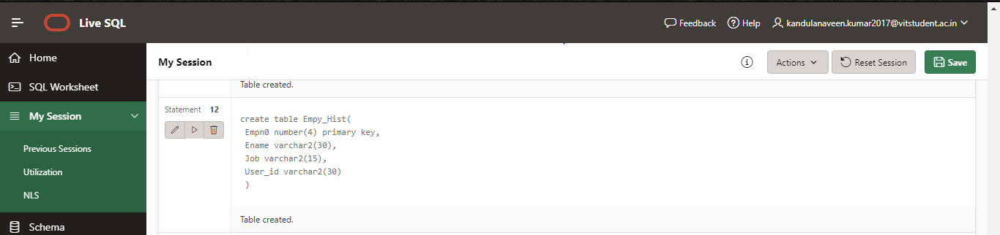 Live SQL
Feedback
Help
kandulanaveen.kumar2017@vitstudent.ac.in
Home
SQL Worksheet
My Session
Previous Sessions
Utilization
NLS
Schema
My Session
Actions
Reset Session
Save
Table created.
Statement 12
create table Empy_Hist(
Empn0 number(4) primary key,
Ename varchar2(30),
Job varchar2(15),
User_id varchar2(30)
)
Table created.